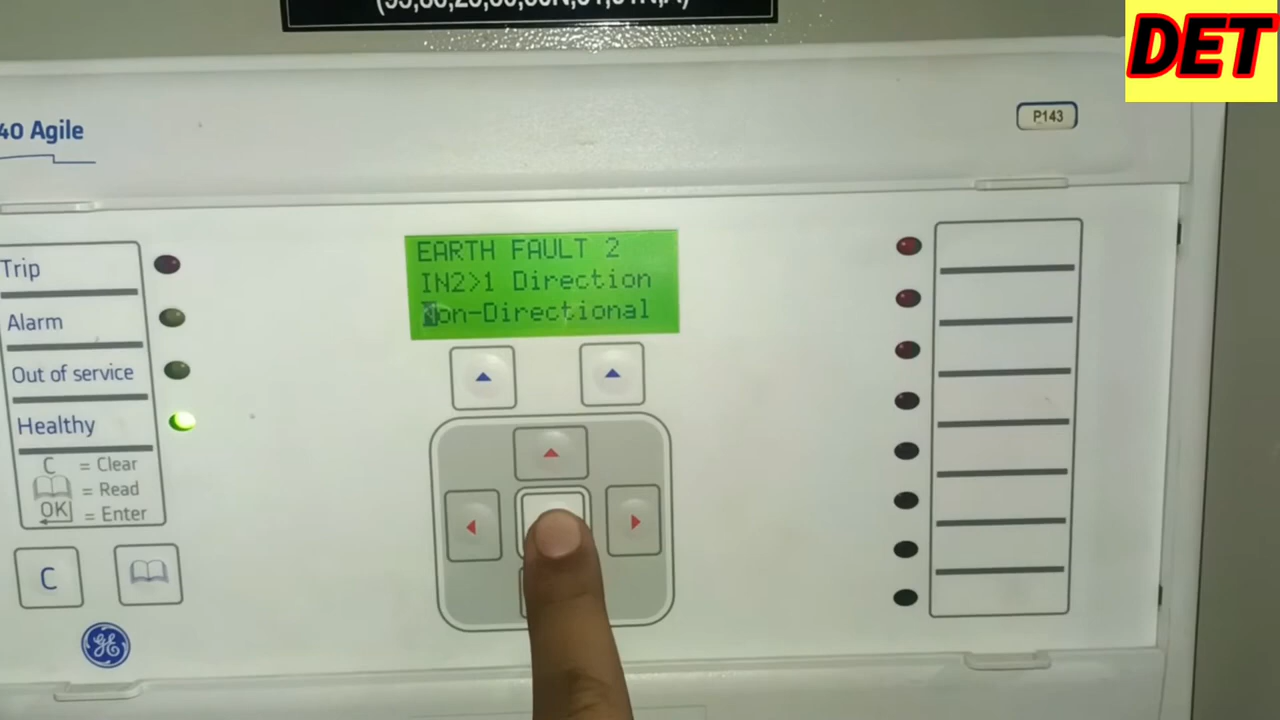 DET
40 Agile
P143
EARTH FAULT 2
IN2>1 Direction
Non-Directional
Trip
Alarm
Out of service
Healthy
C = Clear
= Read
OK = Enter
C
GE